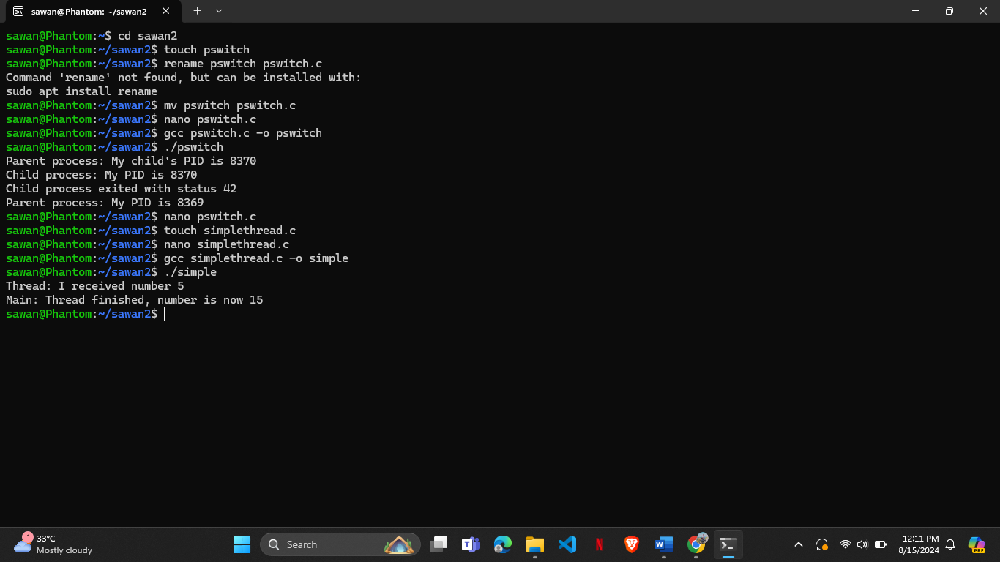 sawan@Phantom: ~/sawan2
sawan@Phantom:~$ cd sawan2
sawan@Phantom:~/sawan2$ touch pswitch
sawan@Phantom:~/sawan2$ rename pswitch pswitch.c
Command 'rename' not found, but can be installed with:
sudo apt install rename
sawan@Phantom:~/sawan2$ mv pswitch pswitch.c
sawan@Phantom:~/sawan2$ nano pswitch.c
sawan@Phantom:~/sawan2$ gcc pswitch.c -o pswitch
sawan@Phantom:~/sawan2$ ./pswitch
Parent process: My child's PID is 8370
Child process: My PID is 8370
Child process exited with status 42
Parent process: My PID is 8369
sawan@Phantom:~/sawan2$ nano pswitch.c
sawan@Phantom:~/sawan2$ touch simplethread.c
sawan@Phantom:~/sawan2$ nano simplethread.c
sawan@Phantom:~/sawan2$ gcc simplethread.c -o simple
sawan@Phantom:~/sawan2$ ./simple
Thread: I received number 5
Main: Thread finished, number is now 15
sawan@Phantom:~/sawan2$
1
33°C
Mostly cloudy
Search
12:11 PM
8/15/2024
PRE